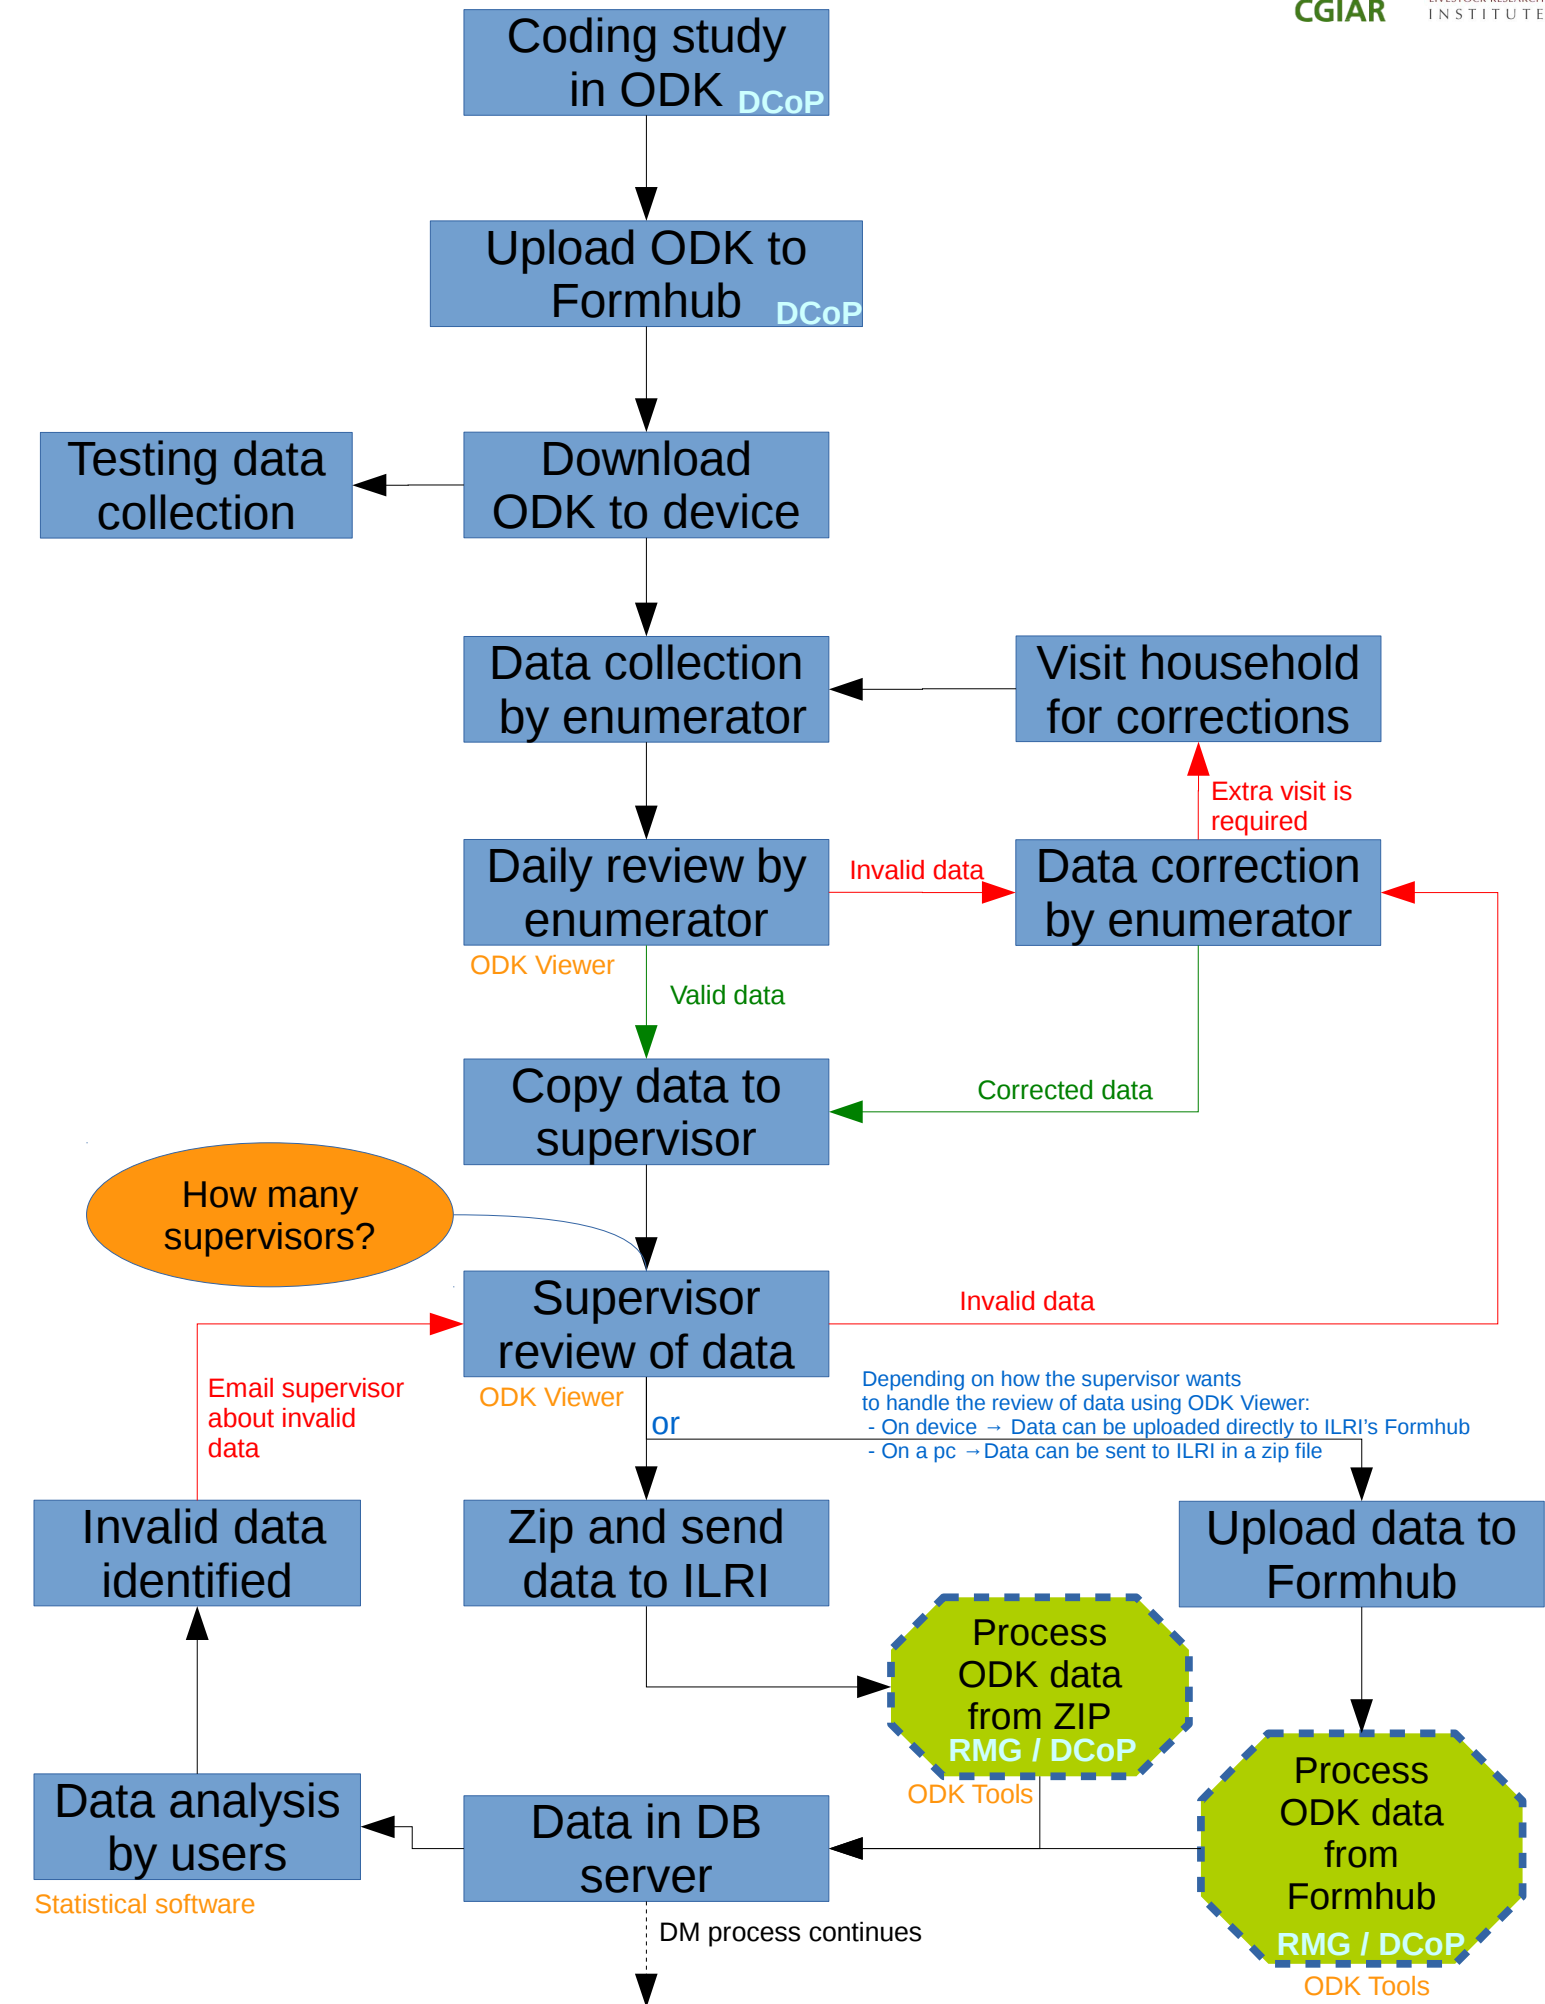 CGIAR
LIVESTOCK RESEARCH
INSTITUTE
Coding study
in ODK
DCoP
Upload ODK to
Formhub
DCoP
Testing data
collection
Download
ODK to device
Data collection
by enumerator
Visit household
for corrections
Extra visit is
required
Daily review by
enumerator
Invalid data
Data correction
by enumerator
ODK Viewer
Valid data
Copy data to
supervisor
Corrected data
How many
supervisors?
Supervisor
review of data
Invalid data
ODK Viewer
Email supervisor
about invalid
data
or
Depending on how the supervisor wants
to handle the review of data using ODK Viewer:
- On device → Data can be uploaded directly to ILRI's Formhub
- On a pc →Data can be sent to ILRI in a zip file
Invalid data
identified
Zip and send
data to ILRI
Upload data to
Formhub
Process
ODK data
from ZIP
RMG / DCoP
ODK Tools
Process
ODK data
from
Formhub
RMG / DCoP
ODK Tools
Data analysis
by users
Statistical software
Data in DB
server
DM process continues